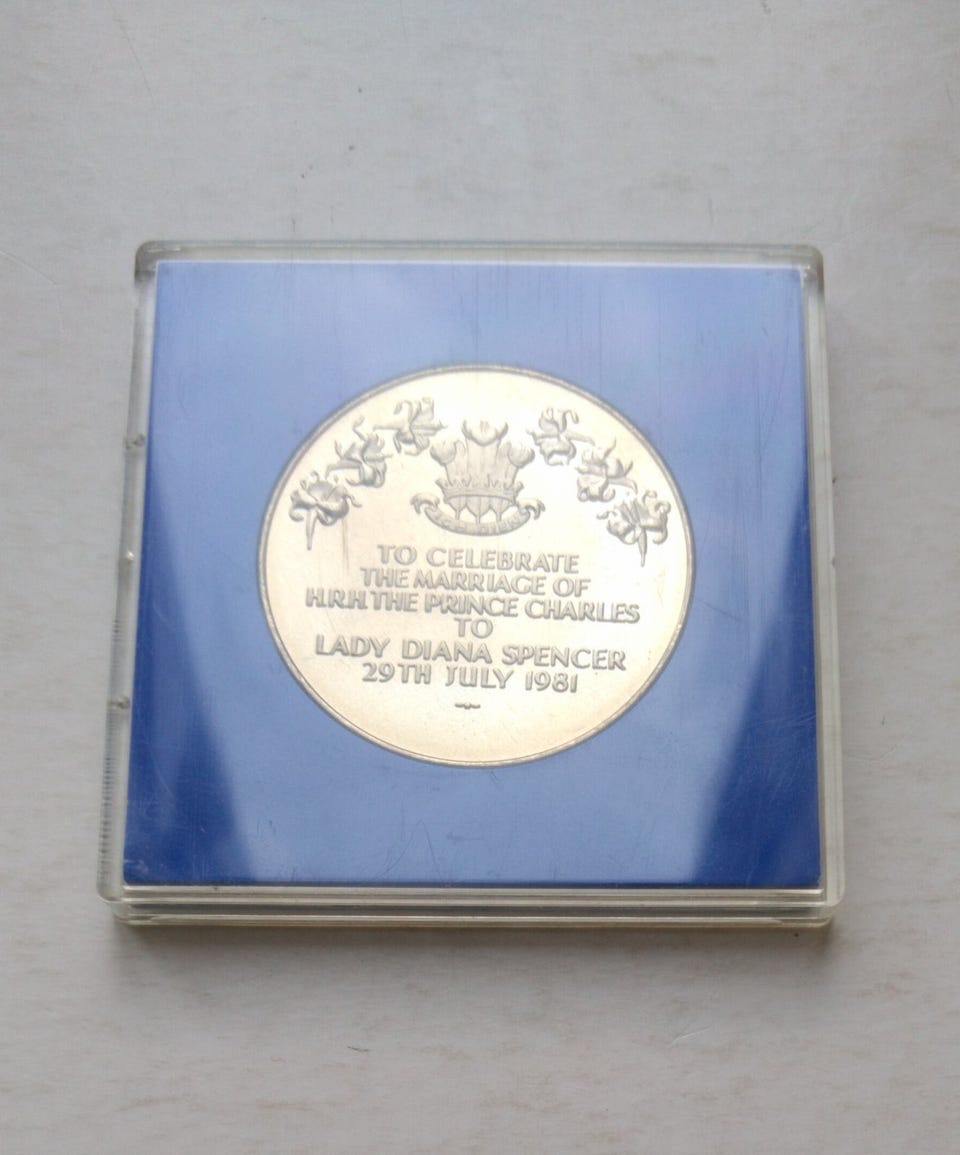 TO CELEBRATE
THE MARRIAGE OF
H.R.H. THE PRINCE CHARLES
TO
LADY DIANA SPENCER
29TH JULY 1981